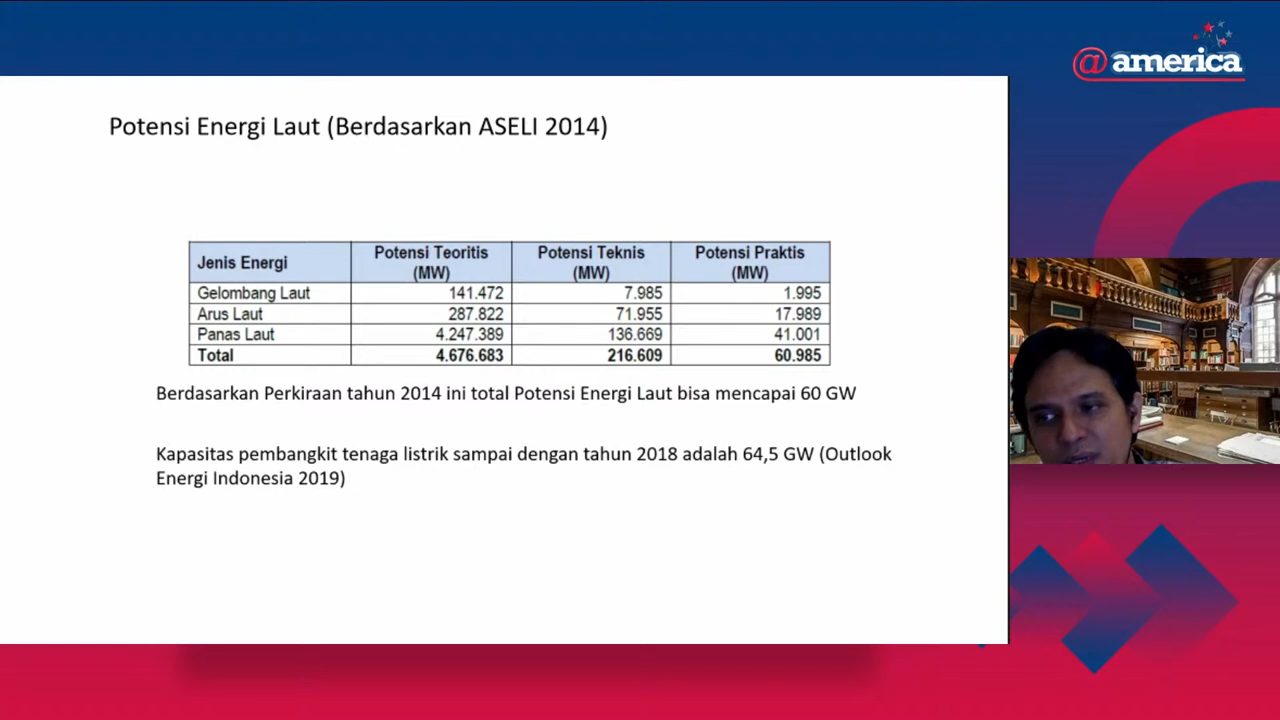 @america
Potensi Energi Laut (Berdasarkan ASELI 2014)
Jenis Energi Potensi Teoritis (MW) Potensi Teknis (MW) Potensi Praktis (MW)
Gelombang Laut 141.472 7.985 1.995
Arus Laut 287.822 71.955 17.989
Panas Laut 4.247.389 136.669 41.001
Total 4.676.683 216.609 60.985
Berdasarkan Perkiraan tahun 2014 ini total Potensi Energi Laut bisa mencapai 60 GW
Kapasitas pembangkit tenaga listrik sampai dengan tahun 2018 adalah 64,5 GW (Outlook
Energi Indonesia 2019)